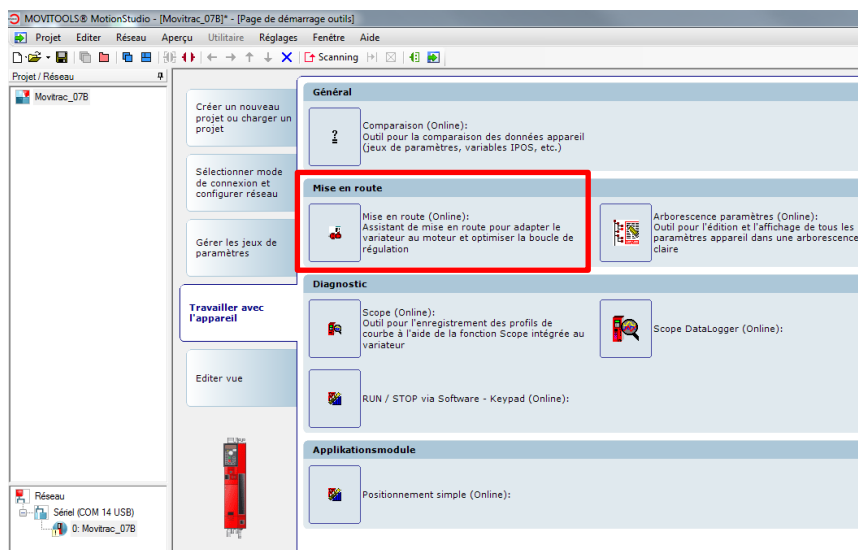 MOVITOOLS® MotionStudio - [Movitrac_07B]* - [Page de démarrage outils]
Projet Editer Réseau Aperçu Utilitaire Réglages Fenêtre Aide
Scanning
Projet / Réseau
Movitrac_07B
Créer un nouveau
projet ou charger un
projet
Sélectionner mode
de connexion et
configurer réseau
Gérer les jeux de
paramètres
Travailler avec
l'appareil
Editer vue
Général
?
Comparaison (Online):
Outil pour la comparaison des données appareil
(jeux de paramètres, variables IPOS, etc.)
Mise en route
Mise en route (Online):
Assistant de mise en route pour adapter le
variateur au moteur et optimiser la boucle de
régulation
Arborescence paramètres (Online):
Outil pour l'édition et l'affichage de tous les
paramètres appareil dans une arborescence
claire
Diagnostic
Scope (Online):
Outil pour l'enregistrement des profils de
courbe à l'aide de la fonction Scope intégrée au
variateur
Scope DataLogger (Online):
RUN / STOP via Software - Keypad (Online):
Applikationsmodule
Positionnement simple (Online):
Réseau
Sériel (COM 14 USB)
0: Movitrac_07B